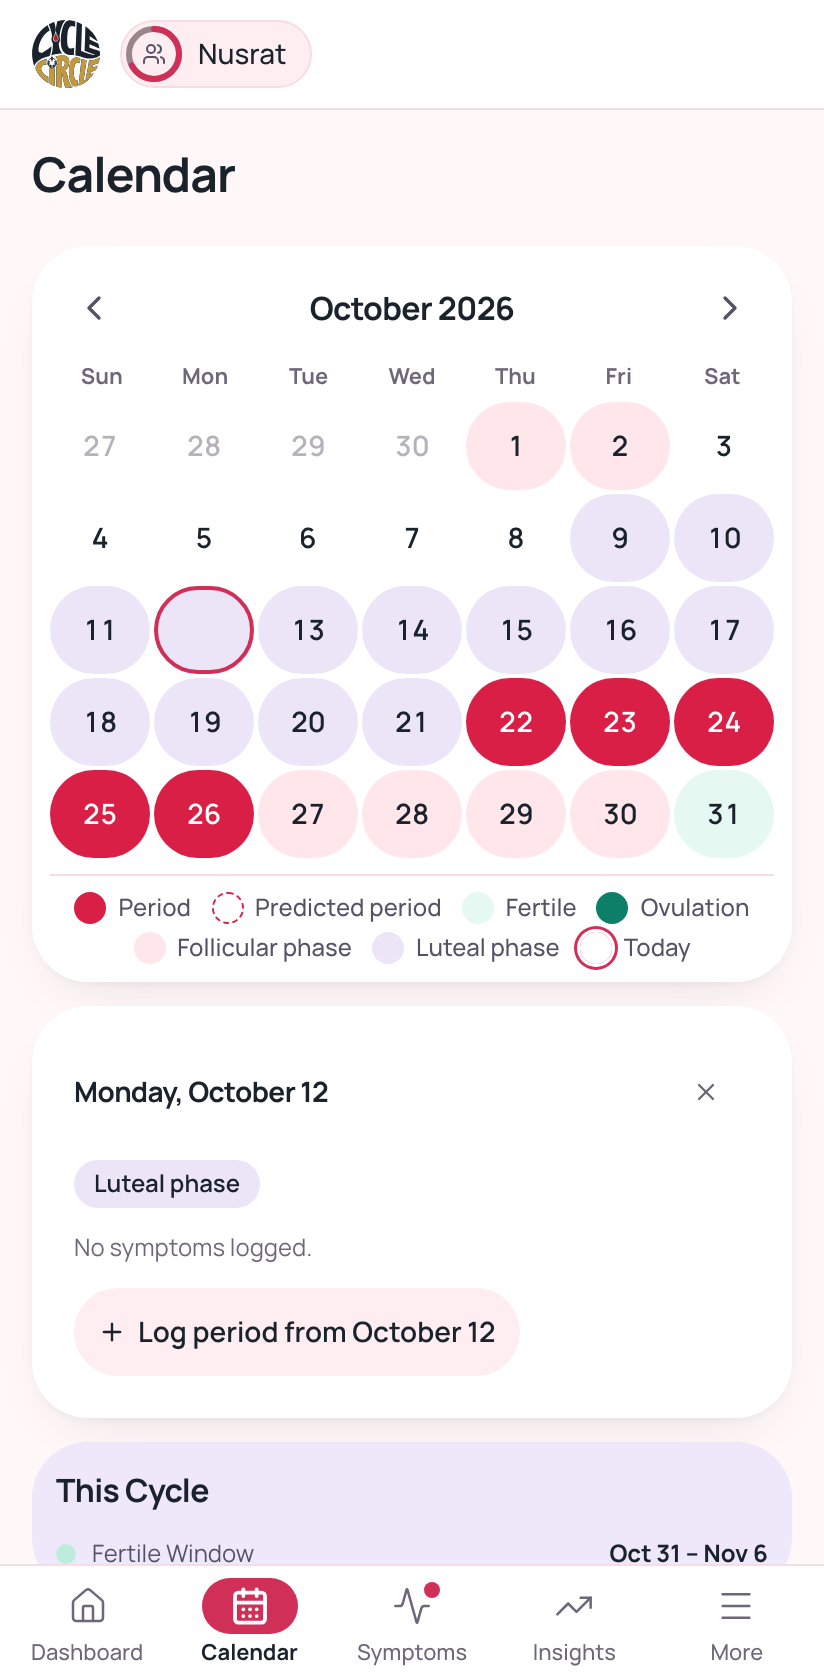 CYCLE
CIRCLE
Nusrat
Calendar
October 2026
Sun Mon Tue Wed Thu Fri Sat
27 28 29 30 1 2 3
4 5 6 7 8 9 10
11 13 14 15 16 17
18 19 20 21 22 23 24
25 26 27 28 29 30 31
Period Predicted period Fertile Ovulation
Follicular phase Luteal phase Today
Monday, October 12
Luteal phase
No symptoms logged.
Log period from October 12
This Cycle
Fertile Window Oct 31 – Nov 6
Dashboard Calendar Symptoms Insights More